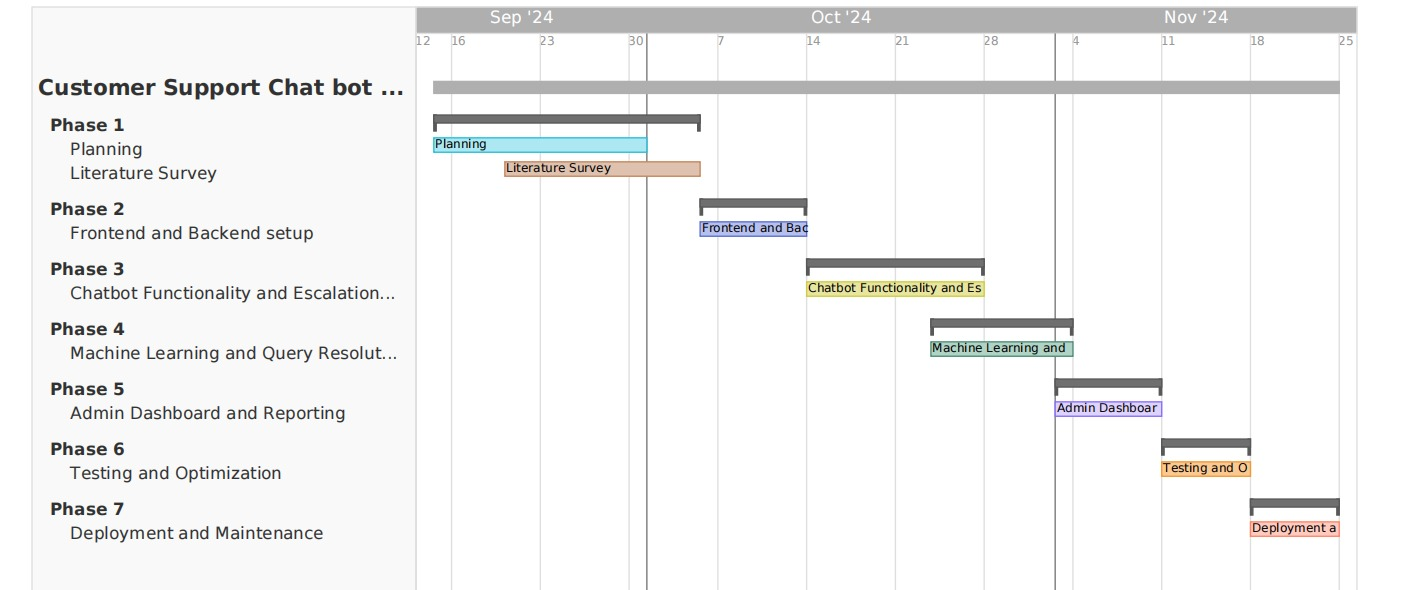 Sep '24 Oct '24 Nov '24
12 16 23 30 7 14 21 28 4 11 18 25
Customer Support Chat bot ...
Phase 1
Planning Planning
Literature Survey Literature Survey
Phase 2
Frontend and Backend setup Frontend and Bac
Phase 3
Chatbot Functionality and Escalation... Chatbot Functionality and Es
Phase 4
Machine Learning and Query Resolut... Machine Learning and
Phase 5
Admin Dashboard and Reporting Admin Dashboar
Phase 6
Testing and Optimization Testing and O
Phase 7
Deployment and Maintenance Deployment a